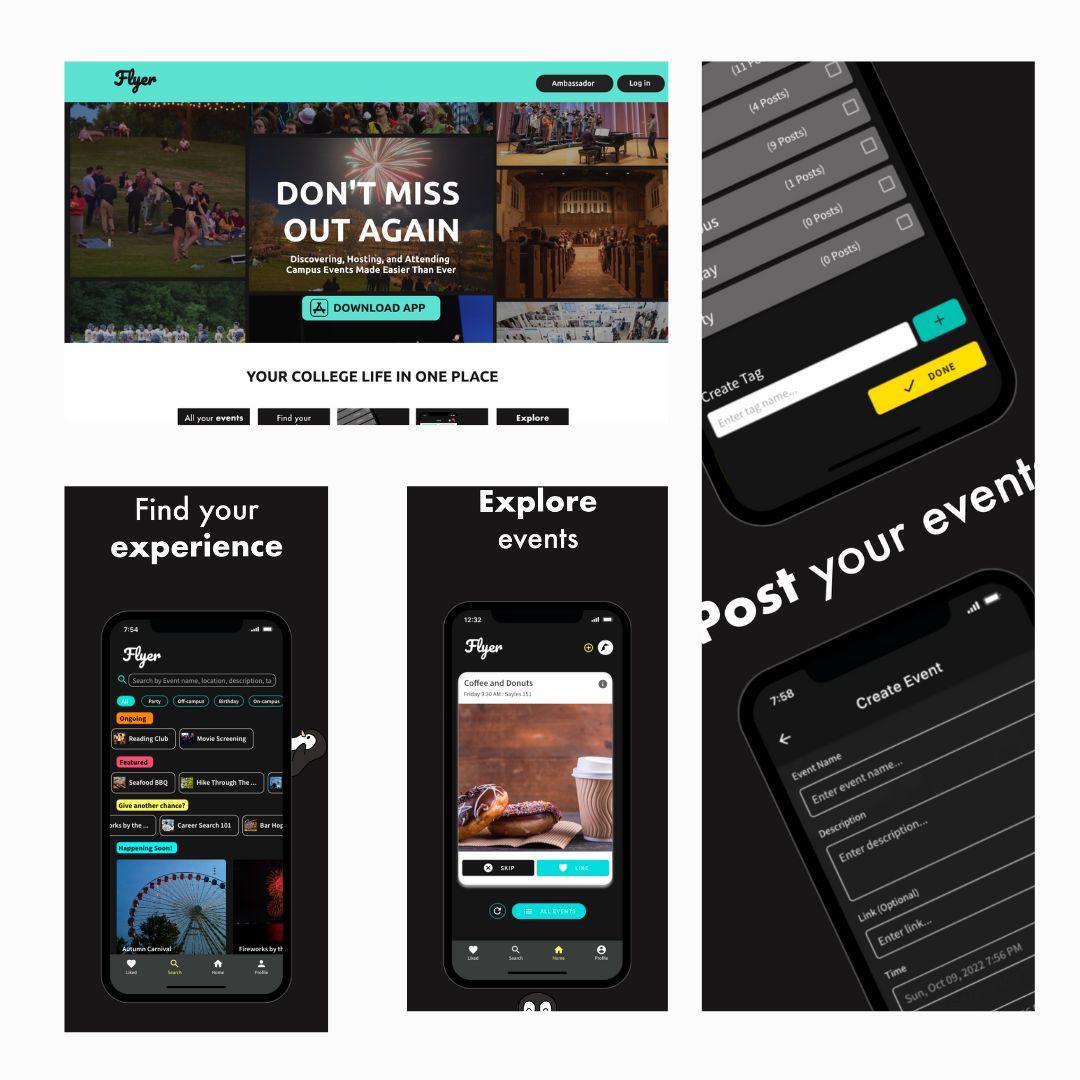 Flyer
Ambassador
Log in
DON'T MISS
OUT AGAIN
Discovering, Hosting, and Attending
Campus Events Made Easier Than Ever
DOWNLOAD APP
YOUR COLLEGE LIFE IN ONE PLACE
All your events
Find your
Explore
Find your
experience
7:54
Flyer
Search by Event name, location, description, ta
All
Party
Off-campus
Birthday
On-campus
Ongoing
Reading Club
Movie Screening
Featured
Seafood BBQ
Hike Through The ...
Give another chance?
orks by the ...
Career Search 101
Bar Hop
Happening Soon!
Autumn Carnival
Fireworks by th
Liked
Search
Home
Profile
Explore
events
12:32
Flyer
Coffee and Donuts
Friday 9:30 AM : Sayles 151
SKIP
LIKE
ALL EVENTS
Liked
Search
Home
Profile
(11 Po
(4 Posts)
(9 Posts)
(1 Posts)
ous
(0 Posts)
ay
(0 Posts)
ty
Create Tag
Enter tag name...
+
DONE
Post your event
7:58
Create Event
Event Name
Enter event name...
Description
Enter description...
Link (Optional)
Enter link...
Time
Sun, Oct 09, 2022 7:56 PM